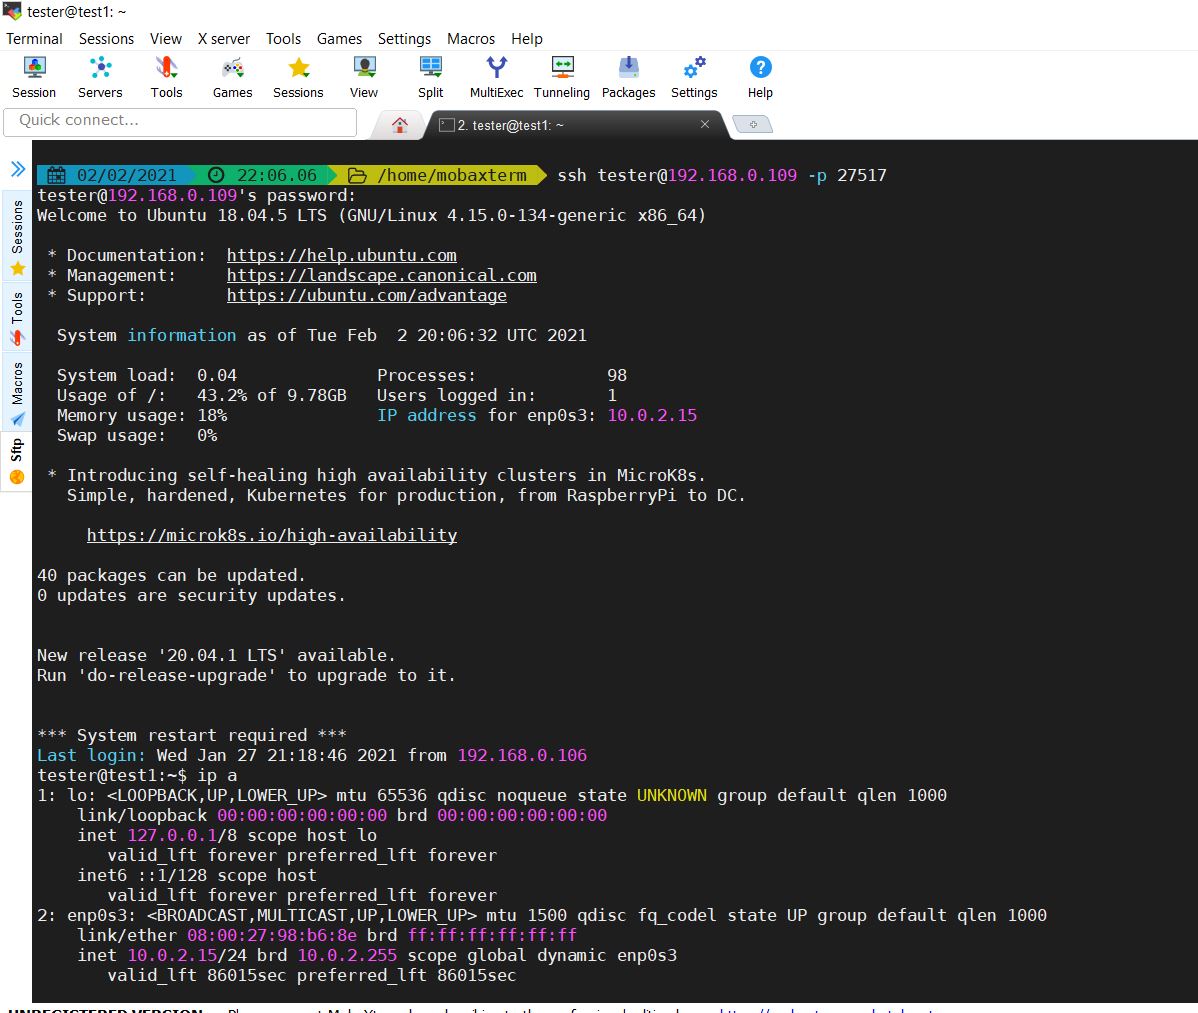 tester@test1: ~
Terminal Sessions View X server Tools Games Settings Macros Help
Session Servers Tools Games Sessions View Split MultiExec Tunneling Packages Settings Help
Quick connect...
2. tester@test1: ~
Sessions
Tools
Macros
Sftp
02/02/2021 22:06.06 /home/mobaxterm ssh tester@192.168.0.109 -p 27517
tester@192.168.0.109's password:
Welcome to Ubuntu 18.04.5 LTS (GNU/Linux 4.15.0-134-generic x86_64)
* Documentation: https://help.ubuntu.com
* Management: https://landscape.canonical.com
* Support: https://ubuntu.com/advantage
System information as of Tue Feb 2 20:06:32 UTC 2021
System load: 0.04 Processes: 98
Usage of /: 43.2% of 9.78GB Users logged in: 1
Memory usage: 18% IP address for enp0s3: 10.0.2.15
Swap usage: 0%
* Introducing self-healing high availability clusters in MicroK8s.
Simple, hardened, Kubernetes for production, from RaspberryPi to DC.
https://microk8s.io/high-availability
40 packages can be updated.
0 updates are security updates.
New release '20.04.1 LTS' available.
Run 'do-release-upgrade' to upgrade to it.
*** System restart required ***
Last login: Wed Jan 27 21:18:46 2021 from 192.168.0.106
tester@test1:~$ ip a
1: lo: <LOOPBACK,UP,LOWER_UP> mtu 65536 qdisc noqueue state UNKNOWN group default qlen 1000
link/loopback 00:00:00:00:00:00 brd 00:00:00:00:00:00
inet 127.0.0.1/8 scope host lo
valid_lft forever preferred_lft forever
inet6 ::1/128 scope host
valid_lft forever preferred_lft forever
2: enp0s3: <BROADCAST,MULTICAST,UP,LOWER_UP> mtu 1500 qdisc fq_codel state UP group default qlen 1000
link/ether 08:00:27:98:b6:8e brd ff:ff:ff:ff:ff:ff
inet 10.0.2.15/24 brd 10.0.2.255 scope global dynamic enp0s3
valid_lft 86015sec preferred_lft 86015sec
UNREGISTERED VERSION